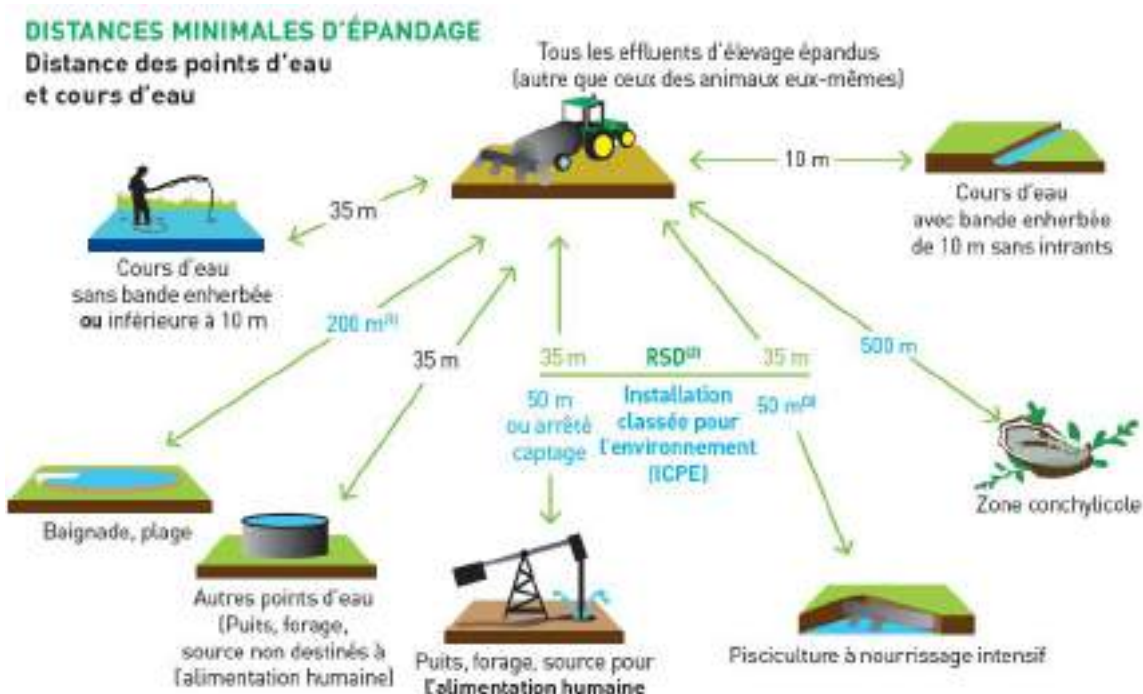 DISTANCES MINIMALES D'ÉPANDAGE
Distance des points d'eau
et cours d'eau
Tous les effluents d'élevage épandus
(autre que ceux des animaux eux-mêmes)
35 m
10 m
Cours d'eau
sans bande enherbée
ou inférieure à 10 m
Cours d'eau
avec bande enherbée
de 10 m sans intrants
200 m⁽¹⁾
35 m
35 m
RSD⁽²⁾
35 m
500 m
50 m
ou arrêté
captage
Installation
classée pour
l'environnement
(ICPE)
50 m⁽³⁾
Baignade, plage
Autres points d'eau
(Puits, forage,
source non destinés à
l'alimentation humaine)
Puits, forage, source pour
l'alimentation humaine
Pisciculture à nourrissage intensif
Zone conchylicole